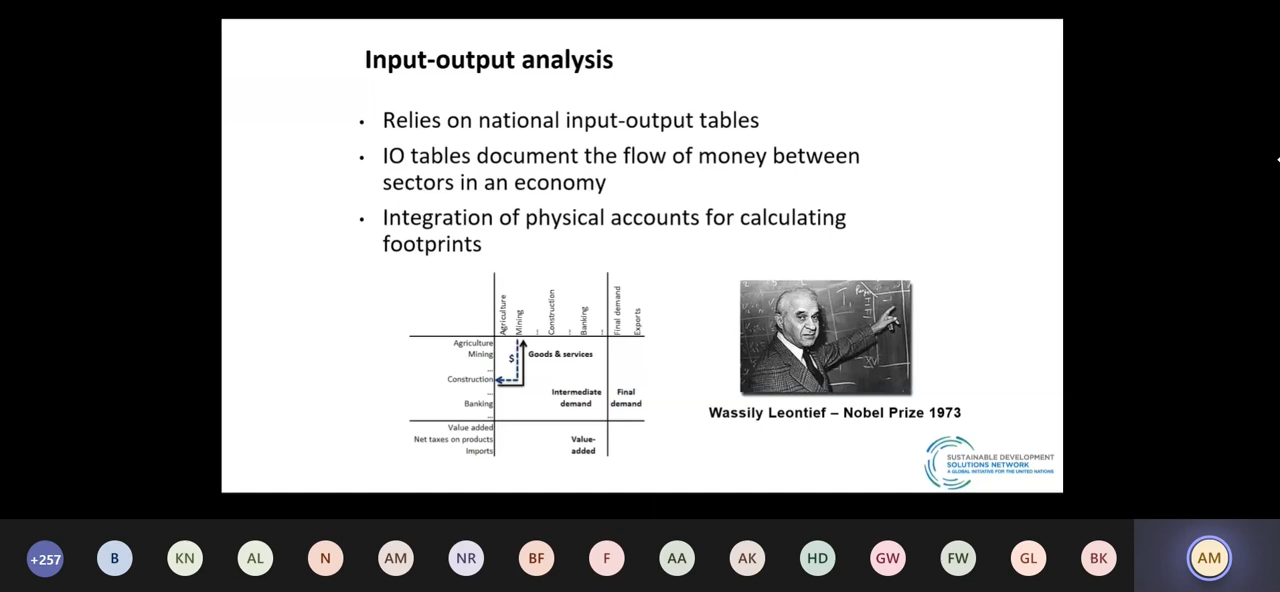 Input-output analysis
• Relies on national input-output tables
• IO tables document the flow of money between
sectors in an economy
• Integration of physical accounts for calculating
footprints
Agriculture
Mining
...
Construction
...
Banking
...
Final demand
Exports
Agriculture
Mining
...
Construction
...
Banking
...
Value added
Net taxes on products
Imports
$
Goods & services
Intermediate
demand
Final
demand
Value-
added
Wassily Leontief – Nobel Prize 1973
SUSTAINABLE DEVELOPMENT
SOLUTIONS NETWORK
A GLOBAL INITIATIVE FOR THE UNITED NATIONS
+257 B KN AL N AM NR BF F AA AK HD GW FW GL BK AM